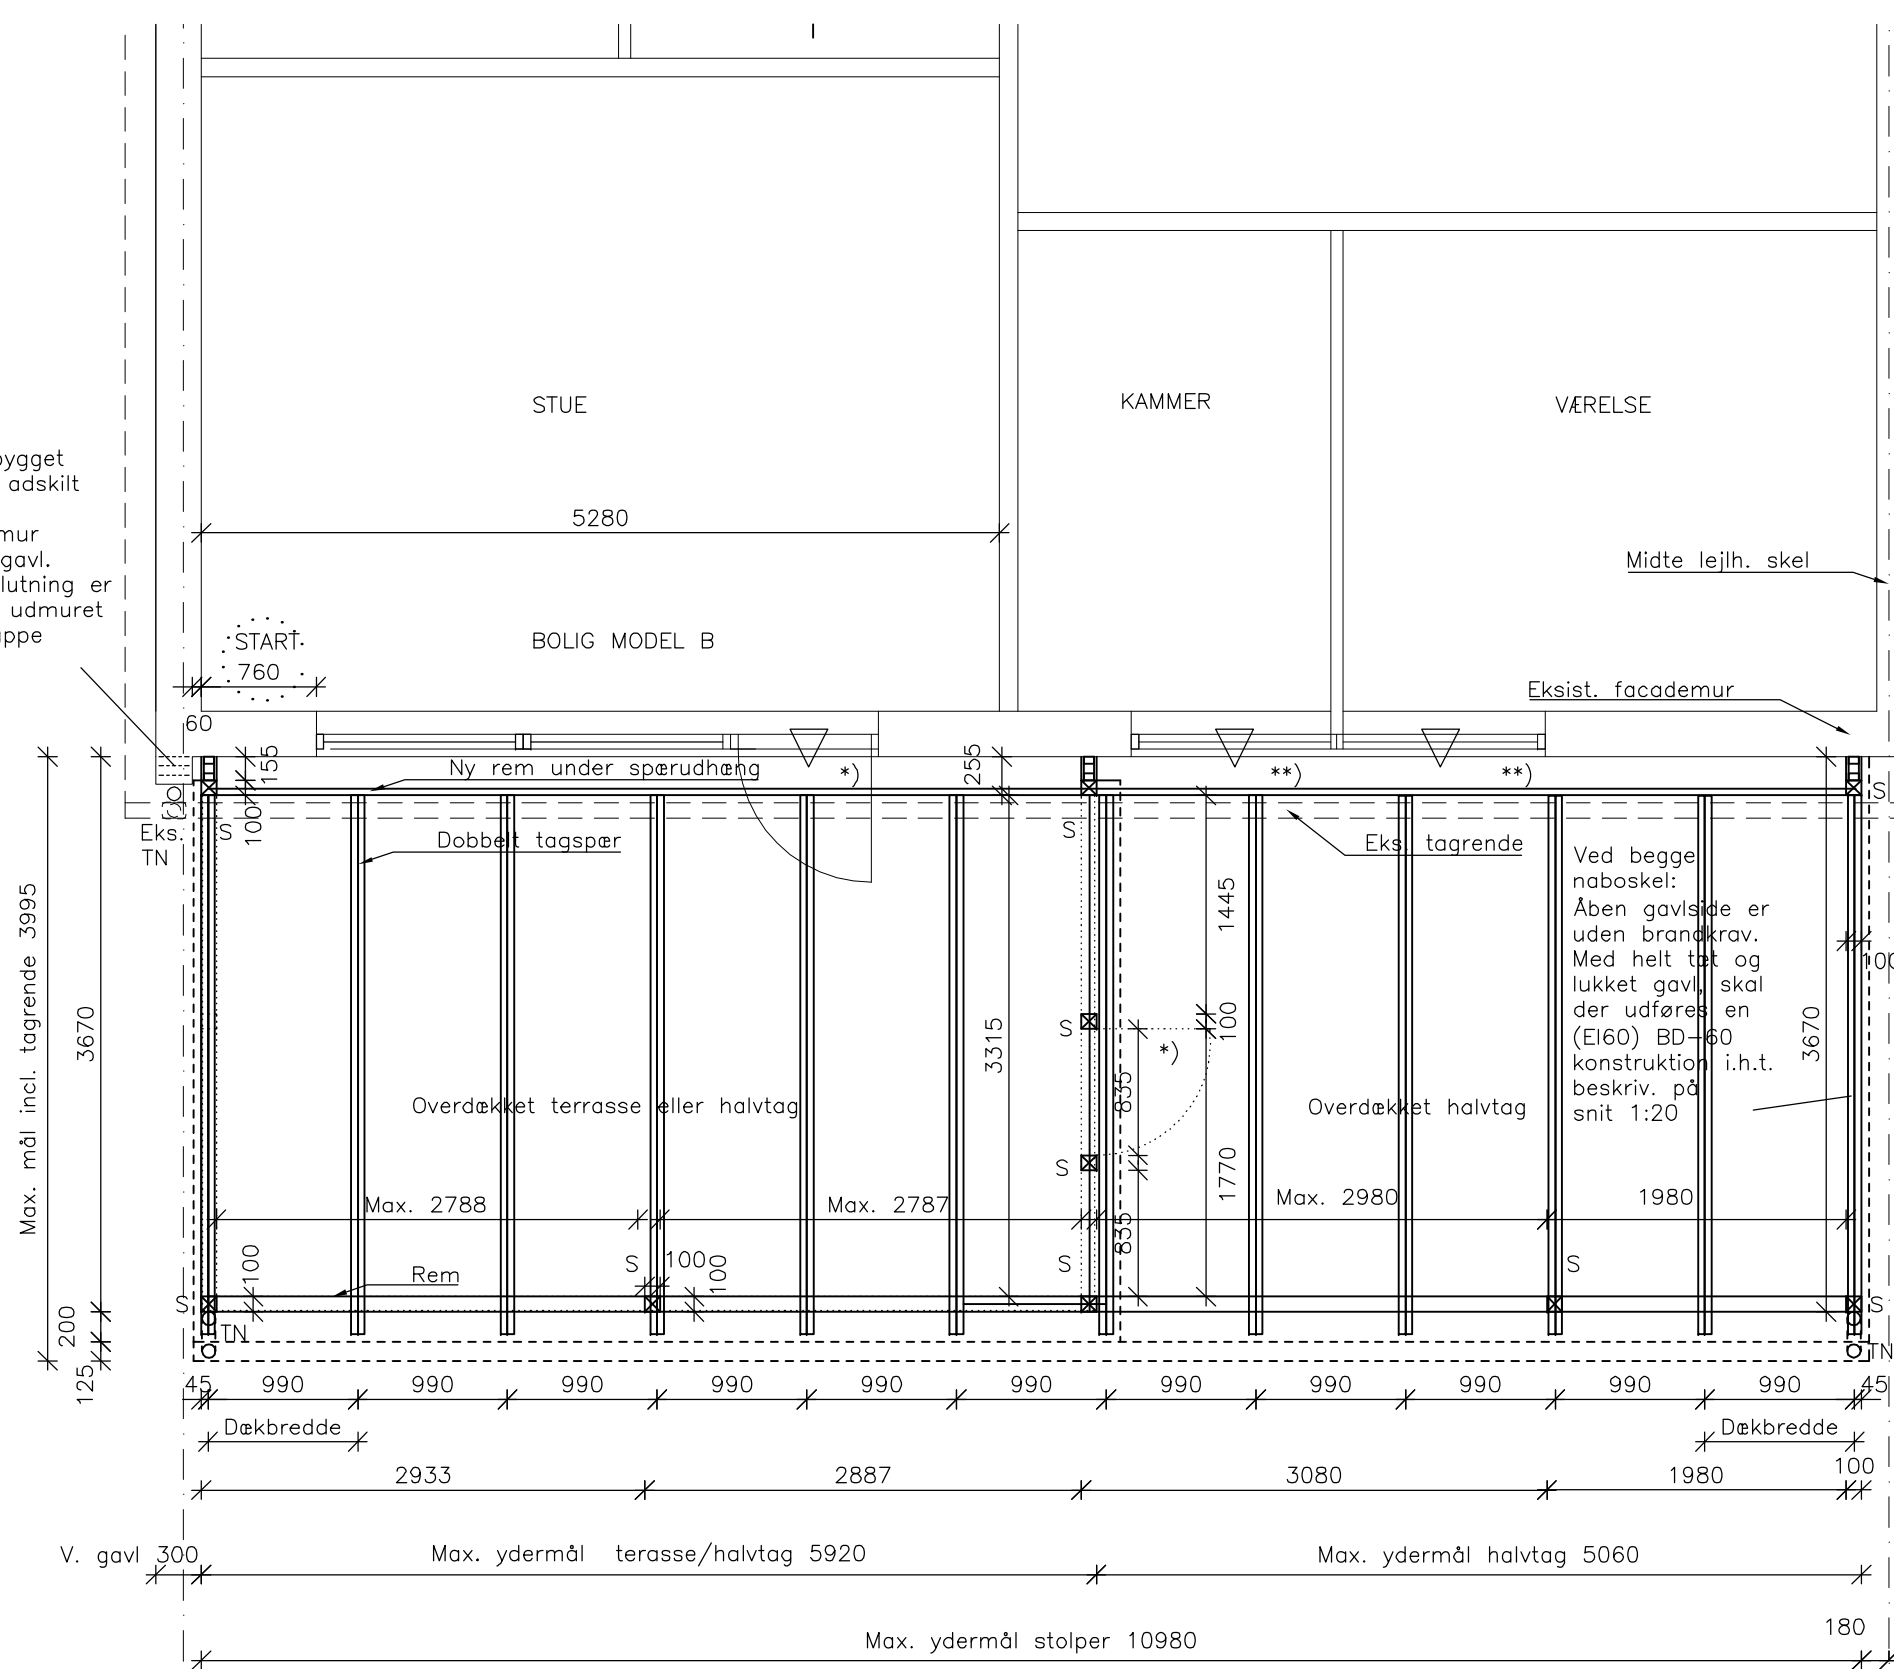 STUE
KAMMER
VÆRELSE
bygget
adskilt
mur
gavl.
lutning er
udmuret
appe
5280
Midte lejlh. skel
START
BOLIG MODEL B
760
Eksist. facademur
60
155
Ny rem under spærudhæng
*)
255
**)
**)
S
100
Eks.
TN
S
Dobbelt tagspær
S
Eks. tagrende
Ved begge
naboskel:
Åben gavlside er
uden brandkrav.
Med helt tæt og
lukket gavl, skal
der udføres en
(EI60) BD-60
konstruktion i.h.t.
beskriv. på
snit 1:20
Max. mål incl. tagrende 3995
3670
1445
100
S
*)
100
3315
835
3670
Overdækket terrasse eller halvtag
Overdækket halvtag
S
1770
Max. 2788
Max. 2787
Max. 2980
1980
835
100
Rem
S
100
100
S
S
S
S
200
TN
TN
125
45
990
990
990
990
990
990
990
990
990
990
990
45
Dækbredde
Dækbredde
2933
2887
3080
1980
100
V. gavl 300
Max. ydermål terasse/halvtag 5920
Max. ydermål halvtag 5060
Max. ydermål stolper 10980
180